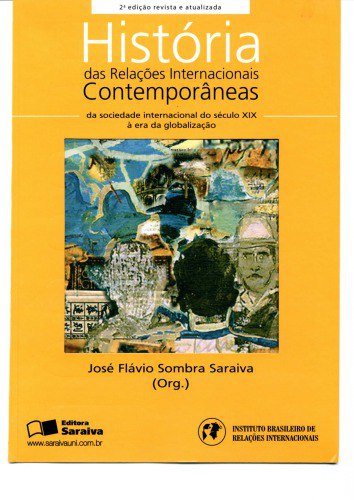 2ª edição revista e atualizada
História
das Relações Internacionais
Contemporâneas
da sociedade internacional do século XIX
à era da globalização
José Flávio Sombra Saraiva
(Org.)
Editora
Saraiva
www.saraivauni.com.br
INSTITUTO BRASILEIRO DE
RELAÇÕES INTERNACIONAIS